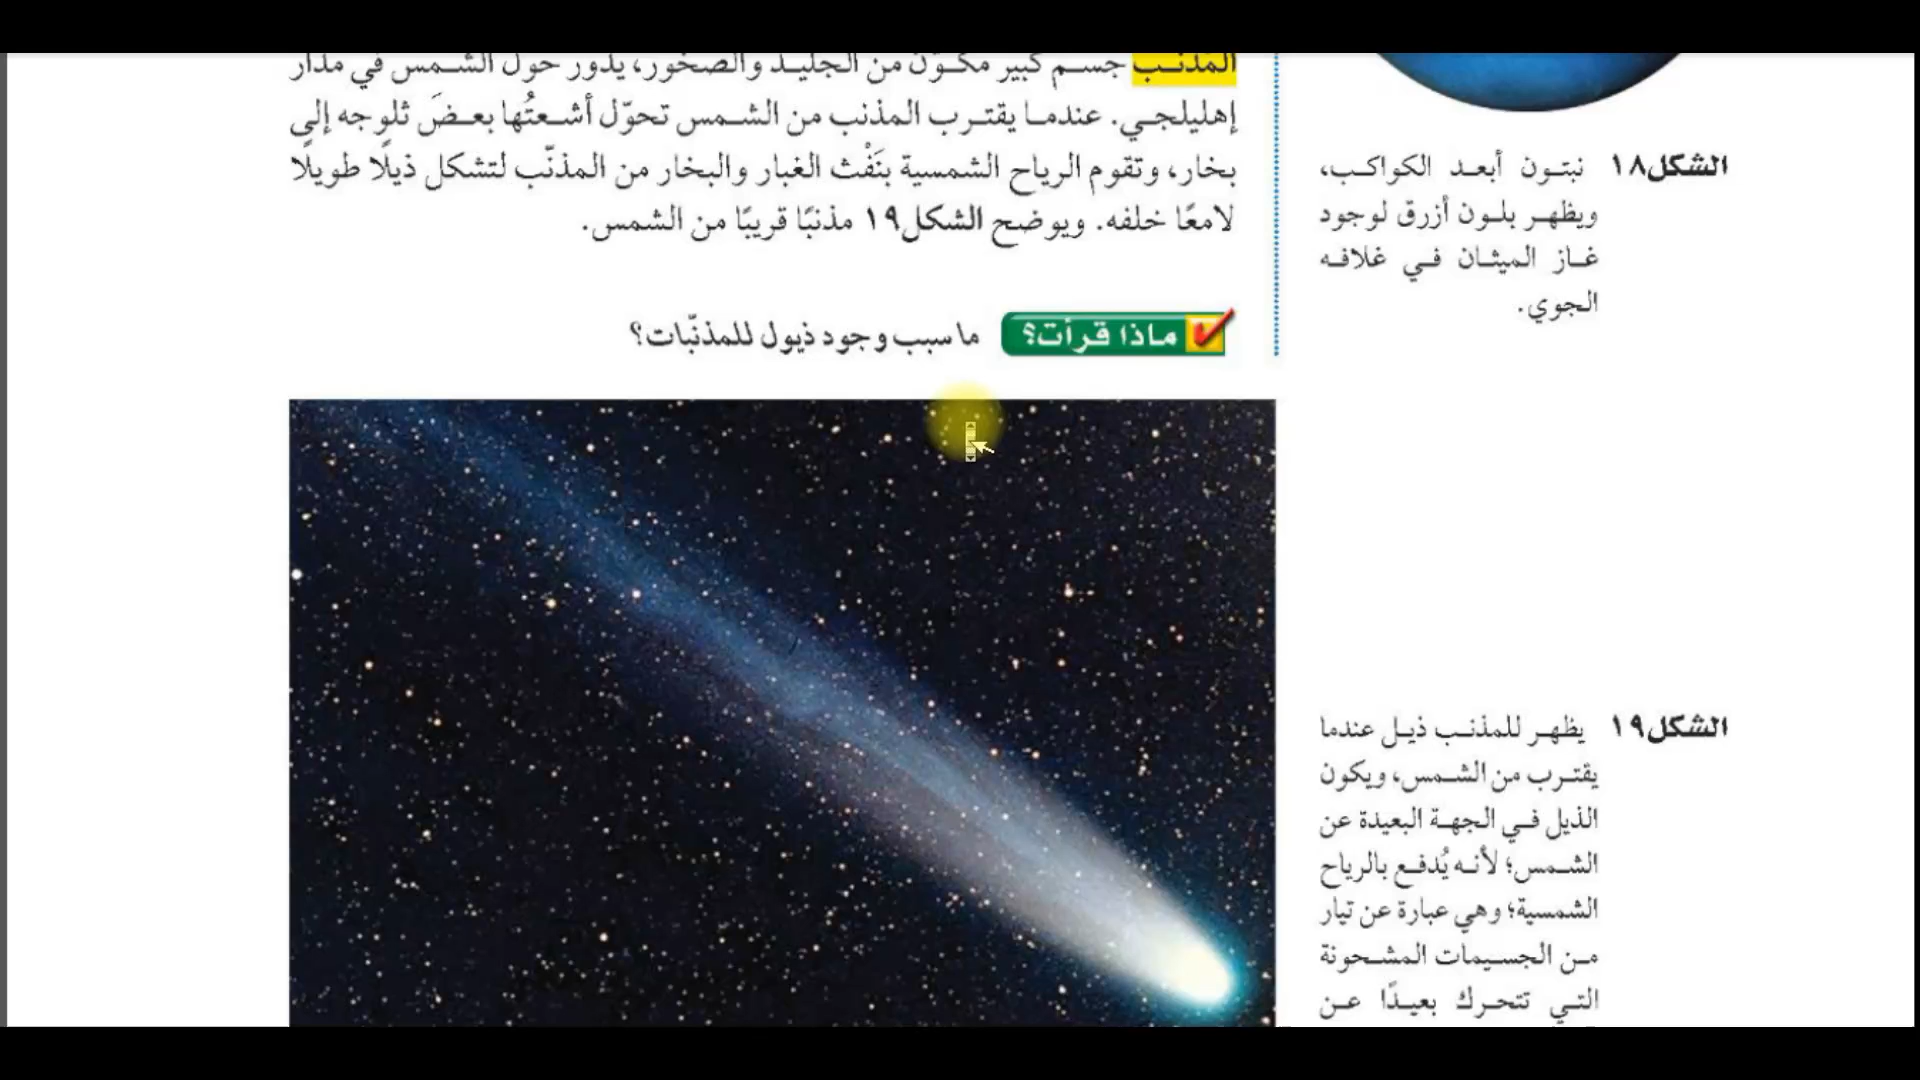 المذنب جسم كبير مكون من الجليد والصخور، يدور حول الشمس في مدار
إهليلجي. عندما يقترب المذنب من الشمس تحوّل أشعتُها بعضَ ثلوجه إلى
بخار، وتقوم الرياح الشمسية بنَفْث الغبار والبخار من المذنّب لتشكل ذيلًا طويلًا
لامعًا خلفه. ويوضح الشكل ١٩ مذنبًا قريبًا من الشمس.
ماذا قرأت؟ ما سبب وجود ذيول للمذنّبات؟
الشكل ١٨ نبتون أبعد الكواكب،
ويظهر بلون أزرق لوجود
غاز الميثان في غلافه
الجوي.
الشكل ١٩ يظهر للمذنب ذيل عندما
يقترب من الشمس، ويكون
الذيل في الجهة البعيدة عن
الشمس؛ لأنه يُدفع بالرياح
الشمسية؛ وهي عبارة عن تيار
من الجسيمات المشحونة
التي تتحرك بعيدًا عن